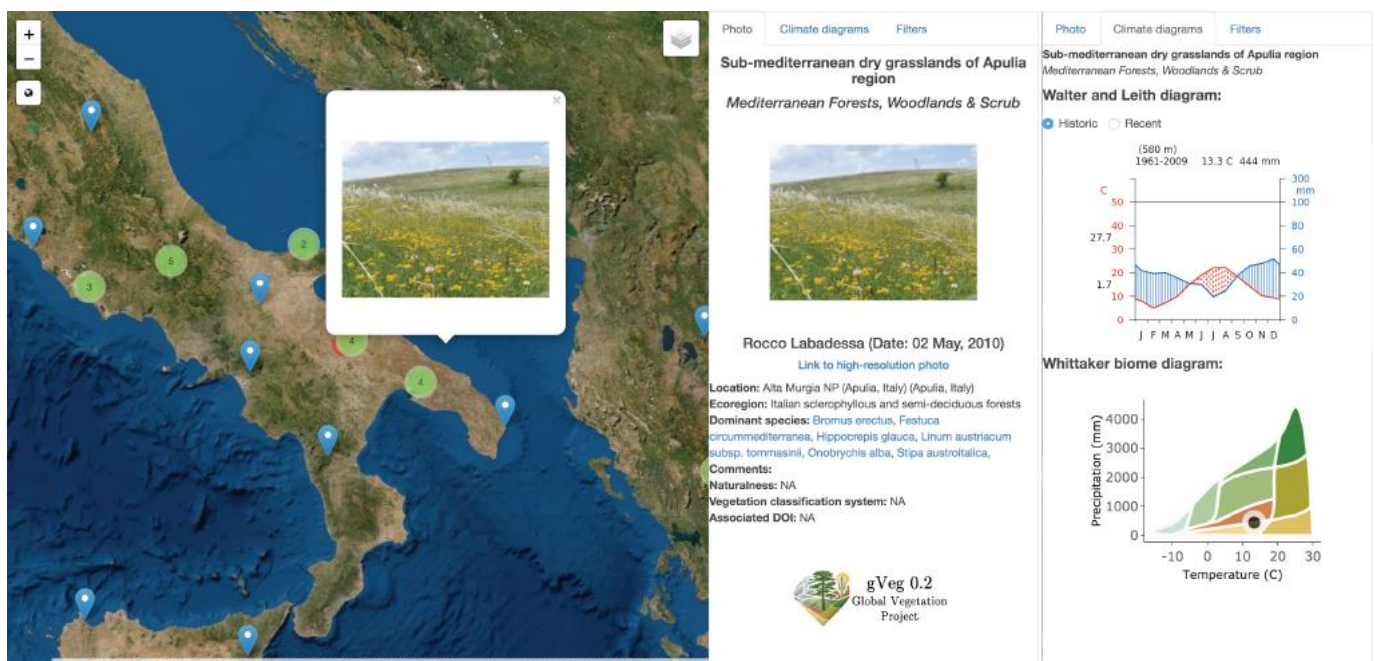 +
−
×
2
5
3
4
4
Photo
Climate diagrams
Filters
Sub-mediterranean dry grasslands of Apulia
region
Mediterranean Forests, Woodlands & Scrub
Rocco Labadessa (Date: 02 May, 2010)
Link to high-resolution photo
Location: Alta Murgia NP (Apulia, Italy) (Apulia, Italy)
Ecoregion: Italian sclerophyllous and semi-deciduous forests
Dominant species: Bromus erectus, Festuca
circummediterranea, Hippocrepis glauca, Linum austriacum
subsp. tommasinii, Onobrychis alba, Stipa austroitalica,
Comments:
Naturalness: NA
Vegetation classification system: NA
Associated DOI: NA
gVeg 0.2
Global Vegetation
Project
Photo
Climate diagrams
Filters
Sub-mediterranean dry grasslands of Apulia region
Mediterranean Forests, Woodlands & Scrub
Walter and Leith diagram:
Historic
Recent
(580 m)
1961-2009 13.3 C 444 mm
C
300
mm
50
100
40
80
27.7
30
60
20
40
1.7
10
20
0
0
J F M A M J J A S O N D
Whittaker biome diagram:
Precipitation (mm)
4000
3000
2000
1000
0
-10 0 10 20 30
Temperature (C)